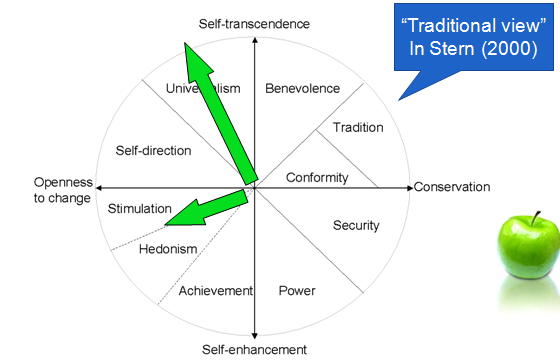 Self-transcendence
“Traditional view”
In Stern (2000)
Universalism
Benevolence
Tradition
Self-direction
Conformity
Openness
to change
Conservation
Stimulation
Security
Hedonism
Achievement
Power
Self-enhancement